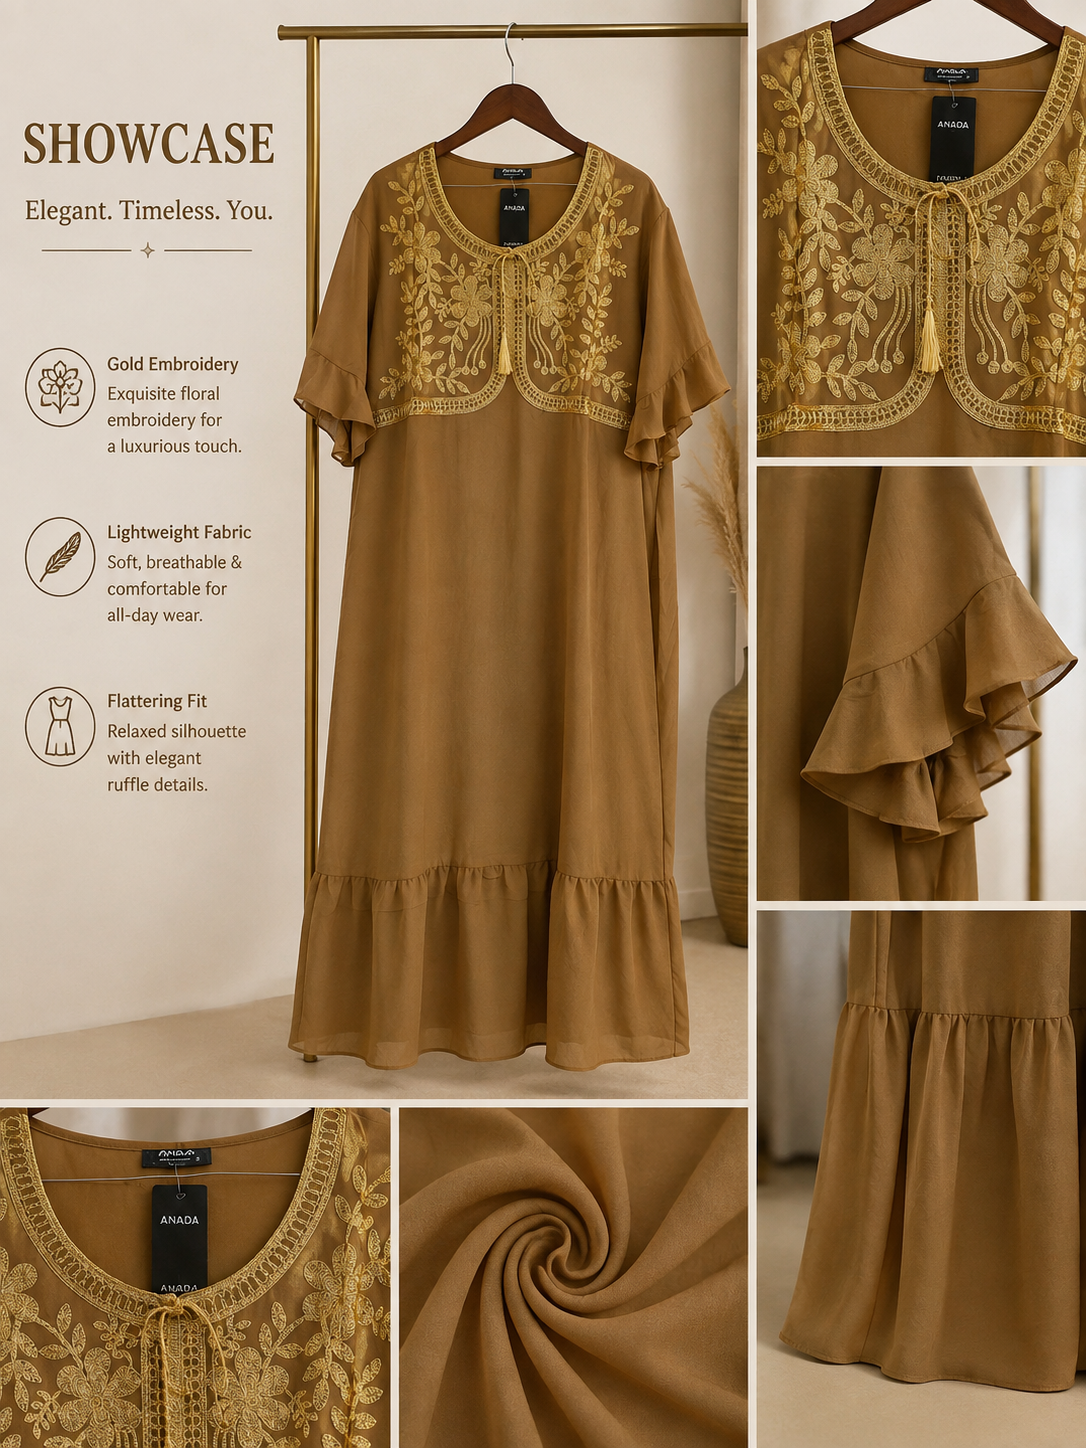 SHOWCASE
Elegant. Timeless. You.
Gold Embroidery
Exquisite floral
embroidery for
a luxurious touch.
Lightweight Fabric
Soft, breathable &
comfortable for
all-day wear.
Flattering Fit
Relaxed silhouette
with elegant
ruffle details.
ANADA
ANADA
ANADA
ANADA